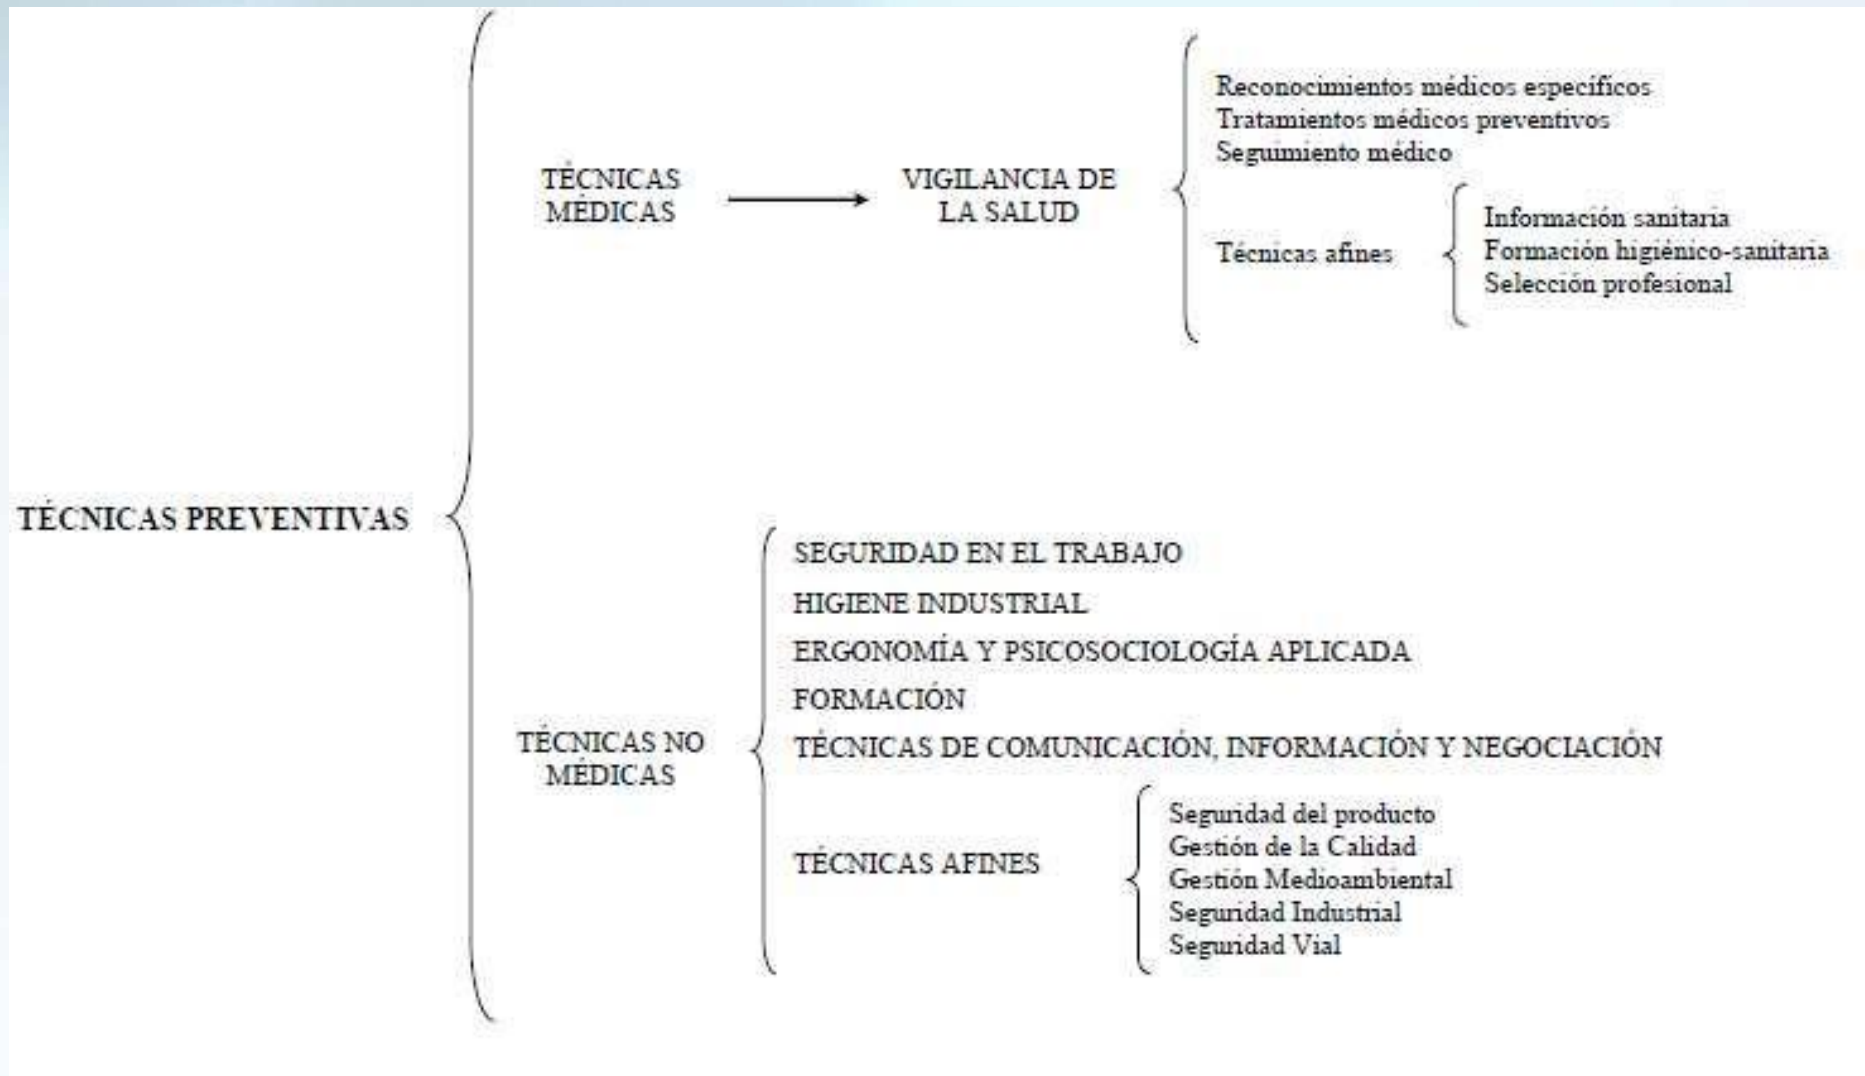 TÉCNICAS PREVENTIVAS
TÉCNICAS
MÉDICAS
VIGILANCIA DE
LA SALUD
Reconocimientos médicos específicos
Tratamientos médicos preventivos
Seguimiento médico
Técnicas afines
Información sanitaria
Formación higiénico-sanitaria
Selección profesional
TÉCNICAS NO
MÉDICAS
SEGURIDAD EN EL TRABAJO
HIGIENE INDUSTRIAL
ERGONOMÍA Y PSICOSOCIOLOGÍA APLICADA
FORMACIÓN
TÉCNICAS DE COMUNICACIÓN, INFORMACIÓN Y NEGOCIACIÓN
TÉCNICAS AFINES
Seguridad del producto
Gestión de la Calidad
Gestión Medioambiental
Seguridad Industrial
Seguridad Vial